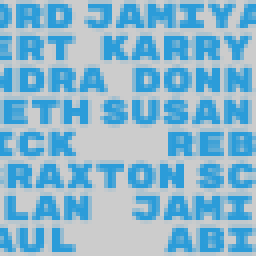 ORD JAMIYA
ERT KARRY
NDRA DONN
ETH SUSAN
ICK REB
RAXTON SC
LAN JAMI
AUL ABI